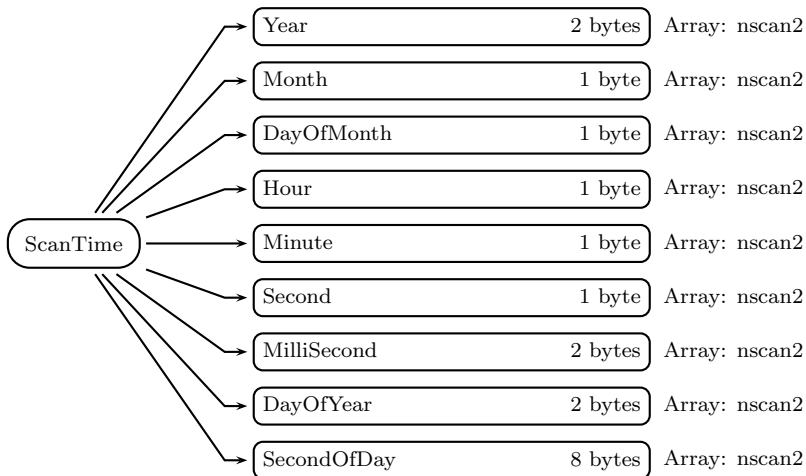 Year 2 bytes Array: nscan2
Month 1 byte Array: nscan2
DayOfMonth 1 byte Array: nscan2
Hour 1 byte Array: nscan2
ScanTime Minute 1 byte Array: nscan2
Second 1 byte Array: nscan2
MilliSecond 2 bytes Array: nscan2
DayOfYear 2 bytes Array: nscan2
SecondOfDay 8 bytes Array: nscan2